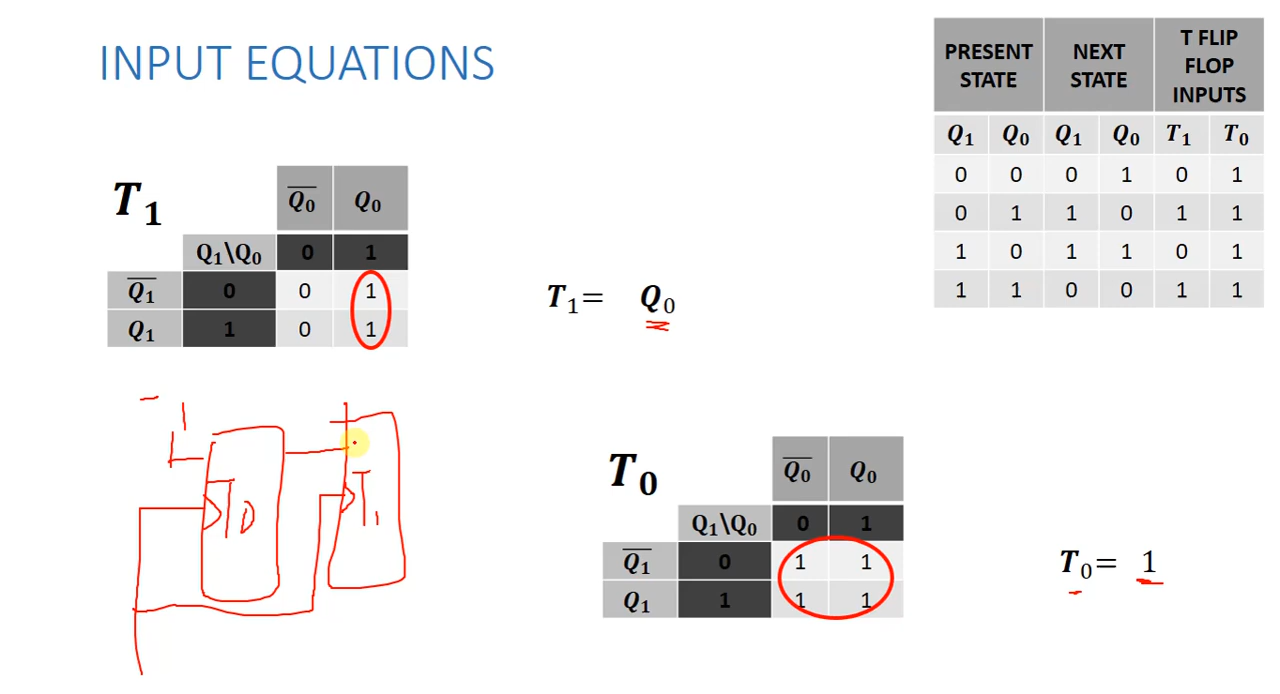 INPUT EQUATIONS
PRESENT STATE NEXT STATE T FLIP FLOP INPUTS
Q₁ Q₀ Q₁ Q₀ T₁ T₀
0 0 0 1 0 1
0 1 1 0 1 1
1 0 1 1 0 1
1 1 0 0 1 1
T₁
Q̅₀ Q₀
Q₁\Q₀ 0 1
Q̅₁ 0 0 1
Q₁ 1 0 1
T₁= Q₀
1
T0
T1
T₀
Q̅₀ Q₀
Q₁\Q₀ 0 1
Q̅₁ 0 1 1
Q₁ 1 1 1
T₀= 1